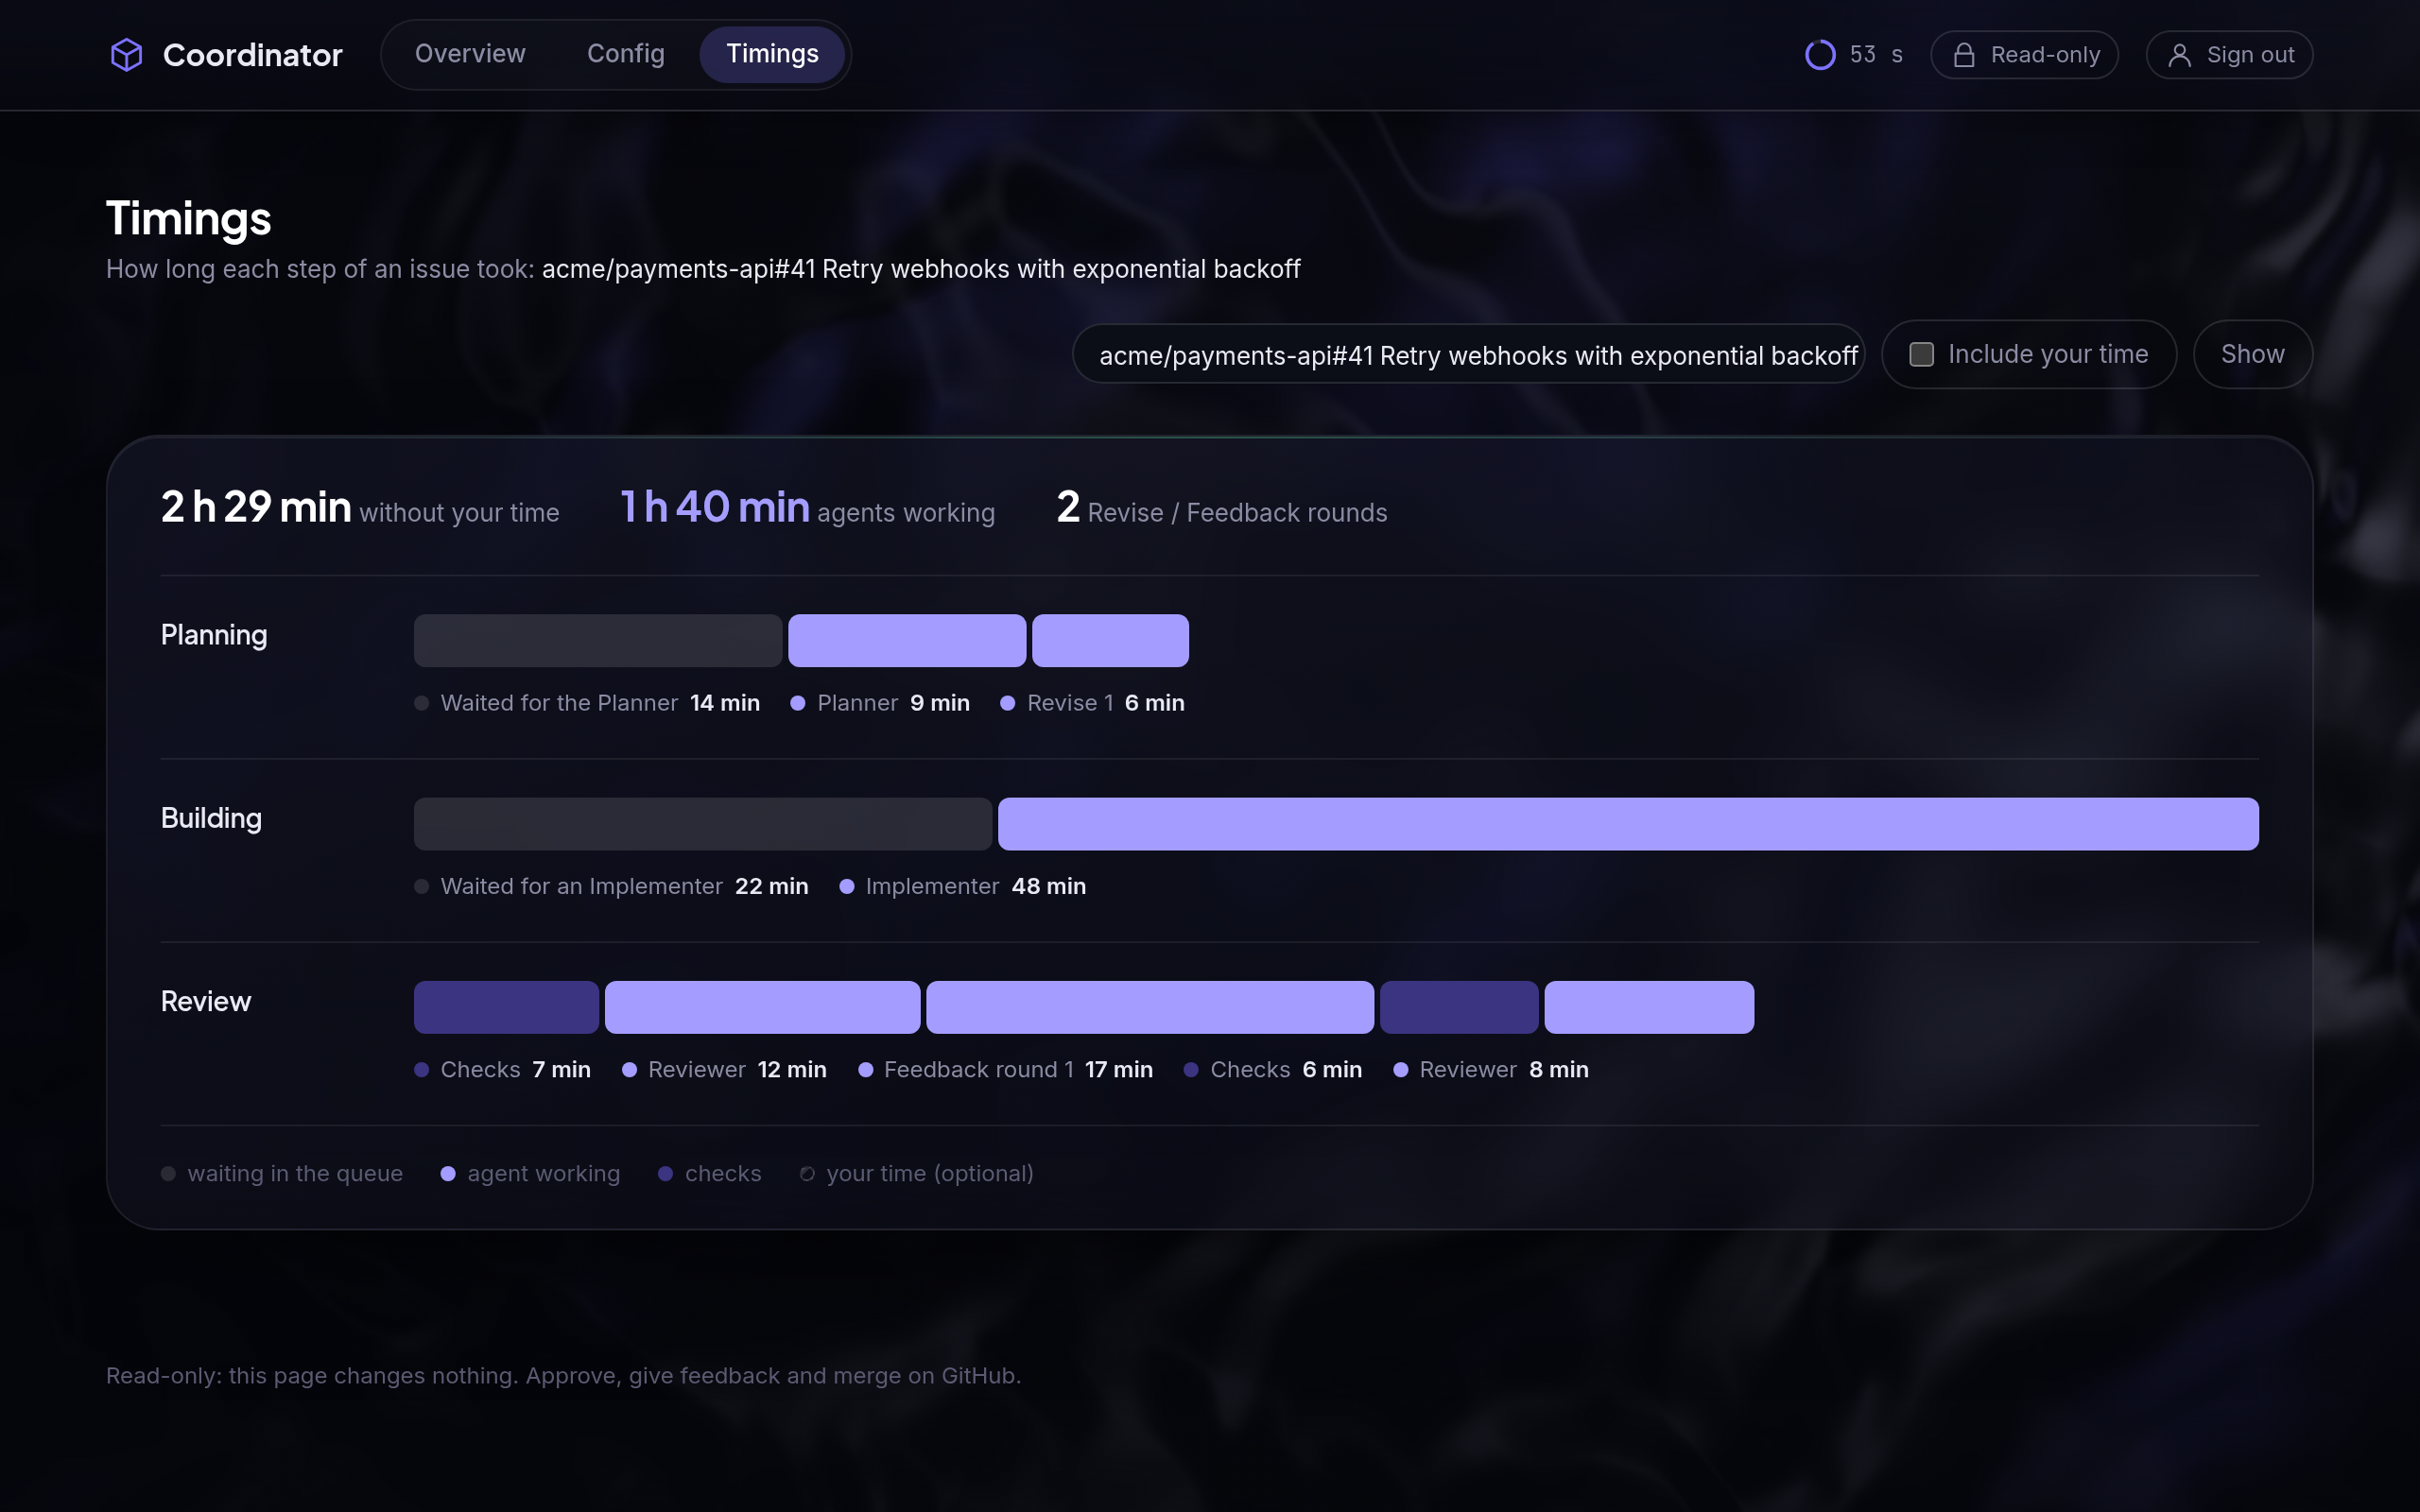 Coordinator Overview Config Timings 53 s Read-only Sign out
Timings
How long each step of an issue took: acme/payments-api#41 Retry webhooks with exponential backoff
acme/payments-api#41 Retry webhooks with exponential backoff Include your time Show
2 h 29 min without your time 1 h 40 min agents working 2 Revise / Feedback rounds
Planning
Waited for the Planner 14 min Planner 9 min Revise 1 6 min
Building
Waited for an Implementer 22 min Implementer 48 min
Review
Checks 7 min Reviewer 12 min Feedback round 1 17 min Checks 6 min Reviewer 8 min
waiting in the queue agent working checks your time (optional)
Read-only: this page changes nothing. Approve, give feedback and merge on GitHub.